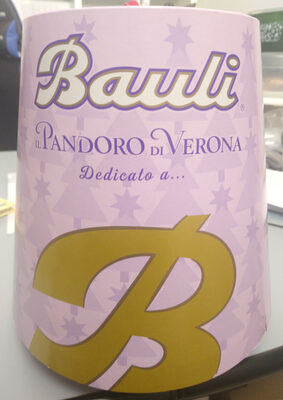 Bauli®
IL PANDORO DI VERONA
Dedicato a...
B